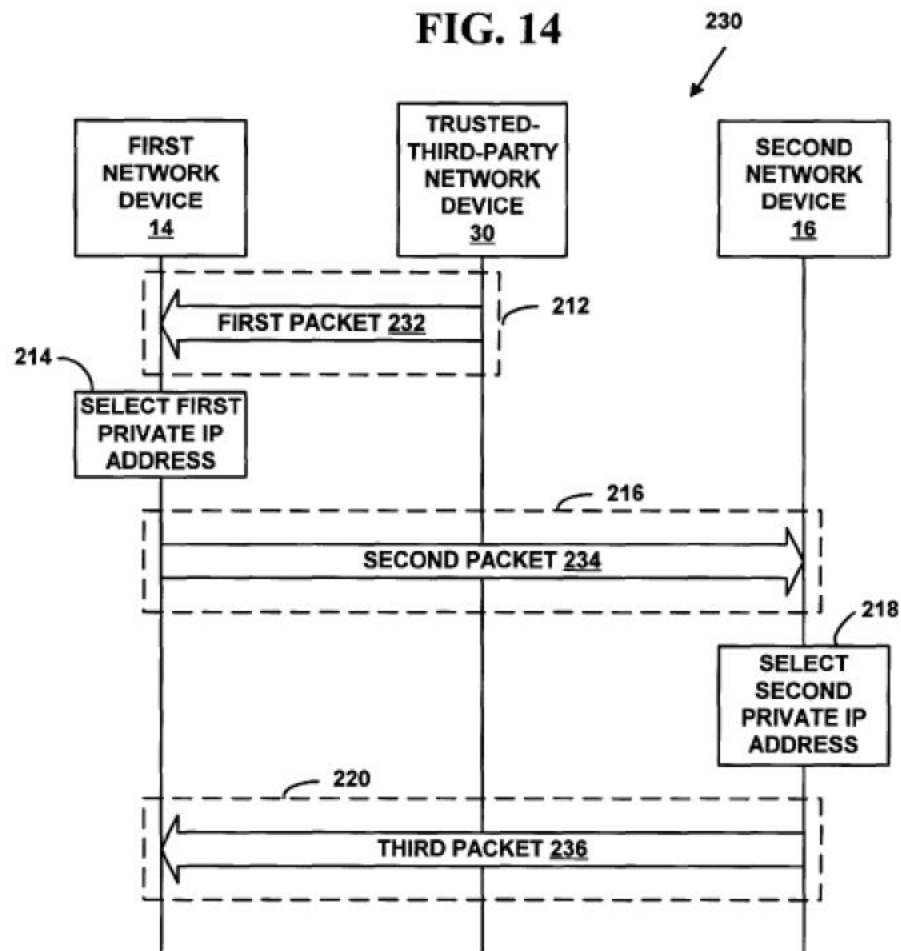 FIG. 14
230
FIRST
NETWORK
DEVICE
14
TRUSTED-
THIRD-PARTY
NETWORK
DEVICE
30
SECOND
NETWORK
DEVICE
16
FIRST PACKET 232
212
214
SELECT FIRST
PRIVATE IP
ADDRESS
216
SECOND PACKET 234
218
SELECT
SECOND
PRIVATE IP
ADDRESS
220
THIRD PACKET 236